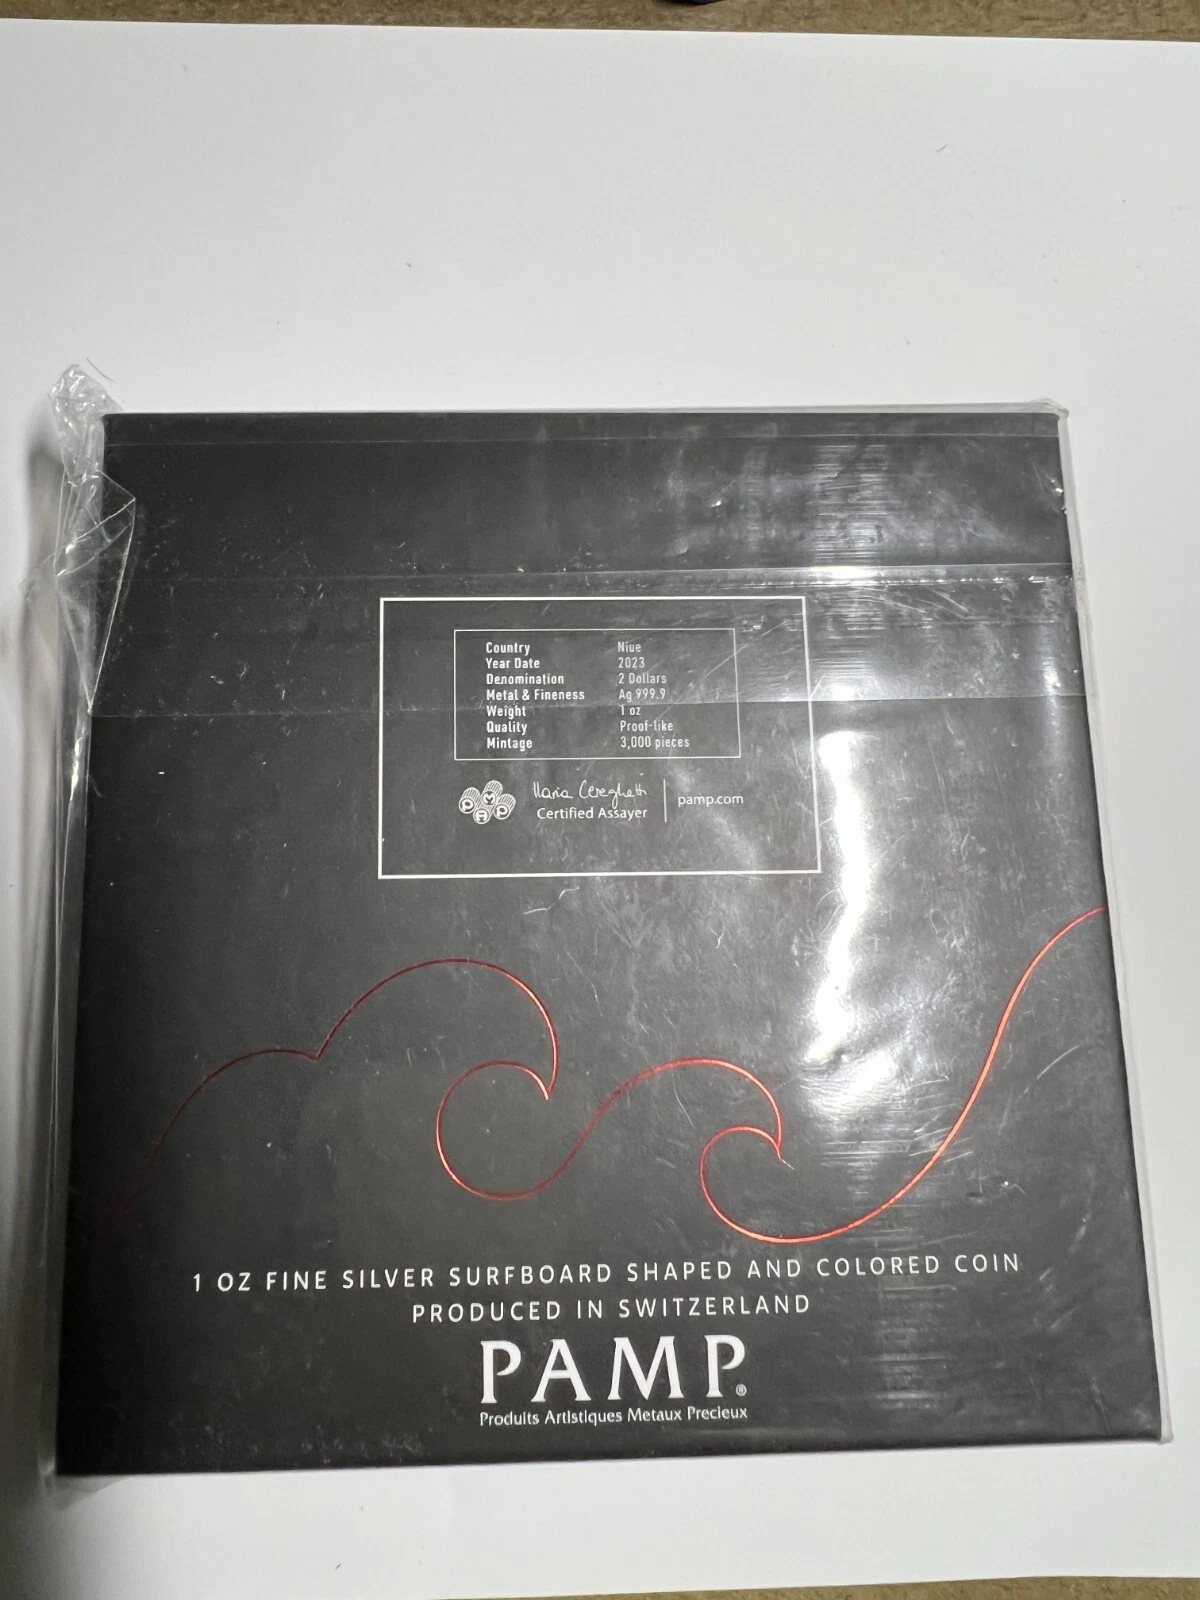 Country Niue
Year Date 2023
Denomination 2 Dollars
Metal & Fineness Ag 999.9
Weight 1 oz
Quality Proof-like
Mintage 3,000 pieces
PAMP
Certified Assayer
pamp.com
1 OZ FINE SILVER SURFBOARD SHAPED AND COLORED COIN
PRODUCED IN SWITZERLAND
PAMP®
Produits Artistiques Metaux Precieux